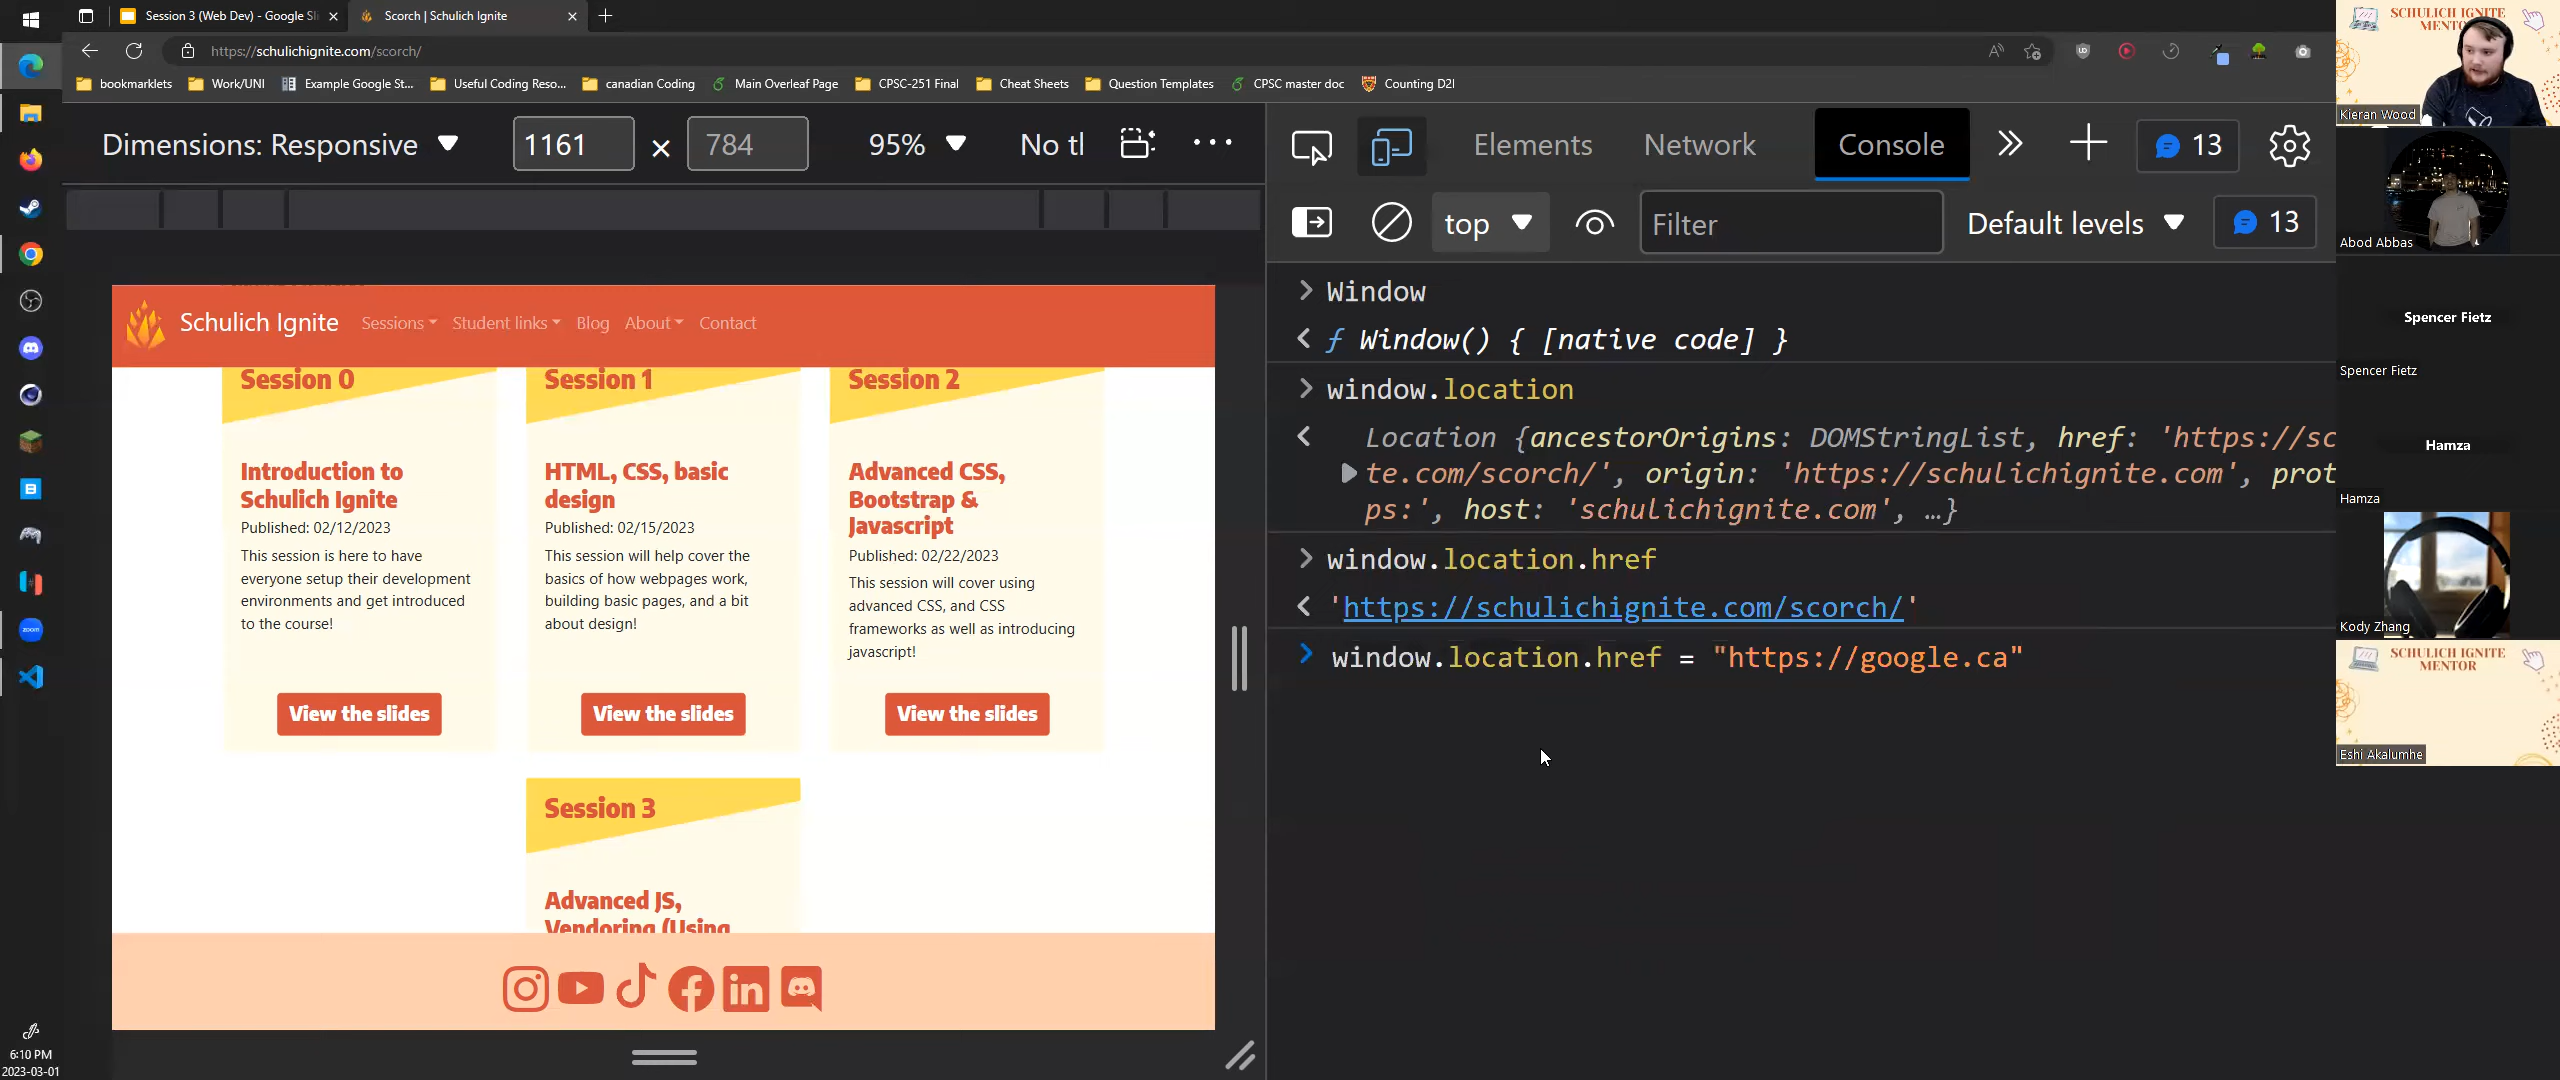 Session 3 (Web Dev) - Google Sli
Scorch | Schulich Ignite
https://schulichignite.com/scorch/
bookmarklets
Work/UNI
Example Google St...
Useful Coding Reso...
canadian Coding
Main Overleaf Page
CPSC-251 Final
Cheat Sheets
Question Templates
CPSC master doc
Counting D2l
Dimensions: Responsive
1161
×
784
95%
No tl
Elements
Network
Console
13
top
Filter
Default levels
13
Schulich Ignite
Sessions
Student links
Blog
About
Contact
Session 0
Introduction to
Schulich Ignite
Published: 02/12/2023
This session is here to have
everyone setup their development
environments and get introduced
to the course!
View the slides
Session 1
HTML, CSS, basic
design
Published: 02/15/2023
This session will help cover the
basics of how webpages work,
building basic pages, and a bit
about design!
View the slides
Session 2
Advanced CSS,
Bootstrap &
Javascript
Published: 02/22/2023
This session will cover using
advanced CSS, and CSS
frameworks as well as introducing
javascript!
View the slides
Session 3
Advanced JS,
Vendoring (Using
Window
ƒ Window() { [native code] }
window.location
Location {ancestorOrigins: DOMStringList, href: 'https://sc
te.com/scorch/', origin: 'https://schulichignite.com', prot
ps:', host: 'schulichignite.com', …}
window.location.href
'https://schulichignite.com/scorch/'
window.location.href = "https://google.ca"
SCHULICH IGNITE
MENTOR
Kieran Wood
Abod Abbas
Spencer Fietz
Spencer Fietz
Hamza
Hamza
Kody Zhang
SCHULICH IGNITE
MENTOR
Eshi Akalumhe
zoom
6:10 PM
2023-03-01